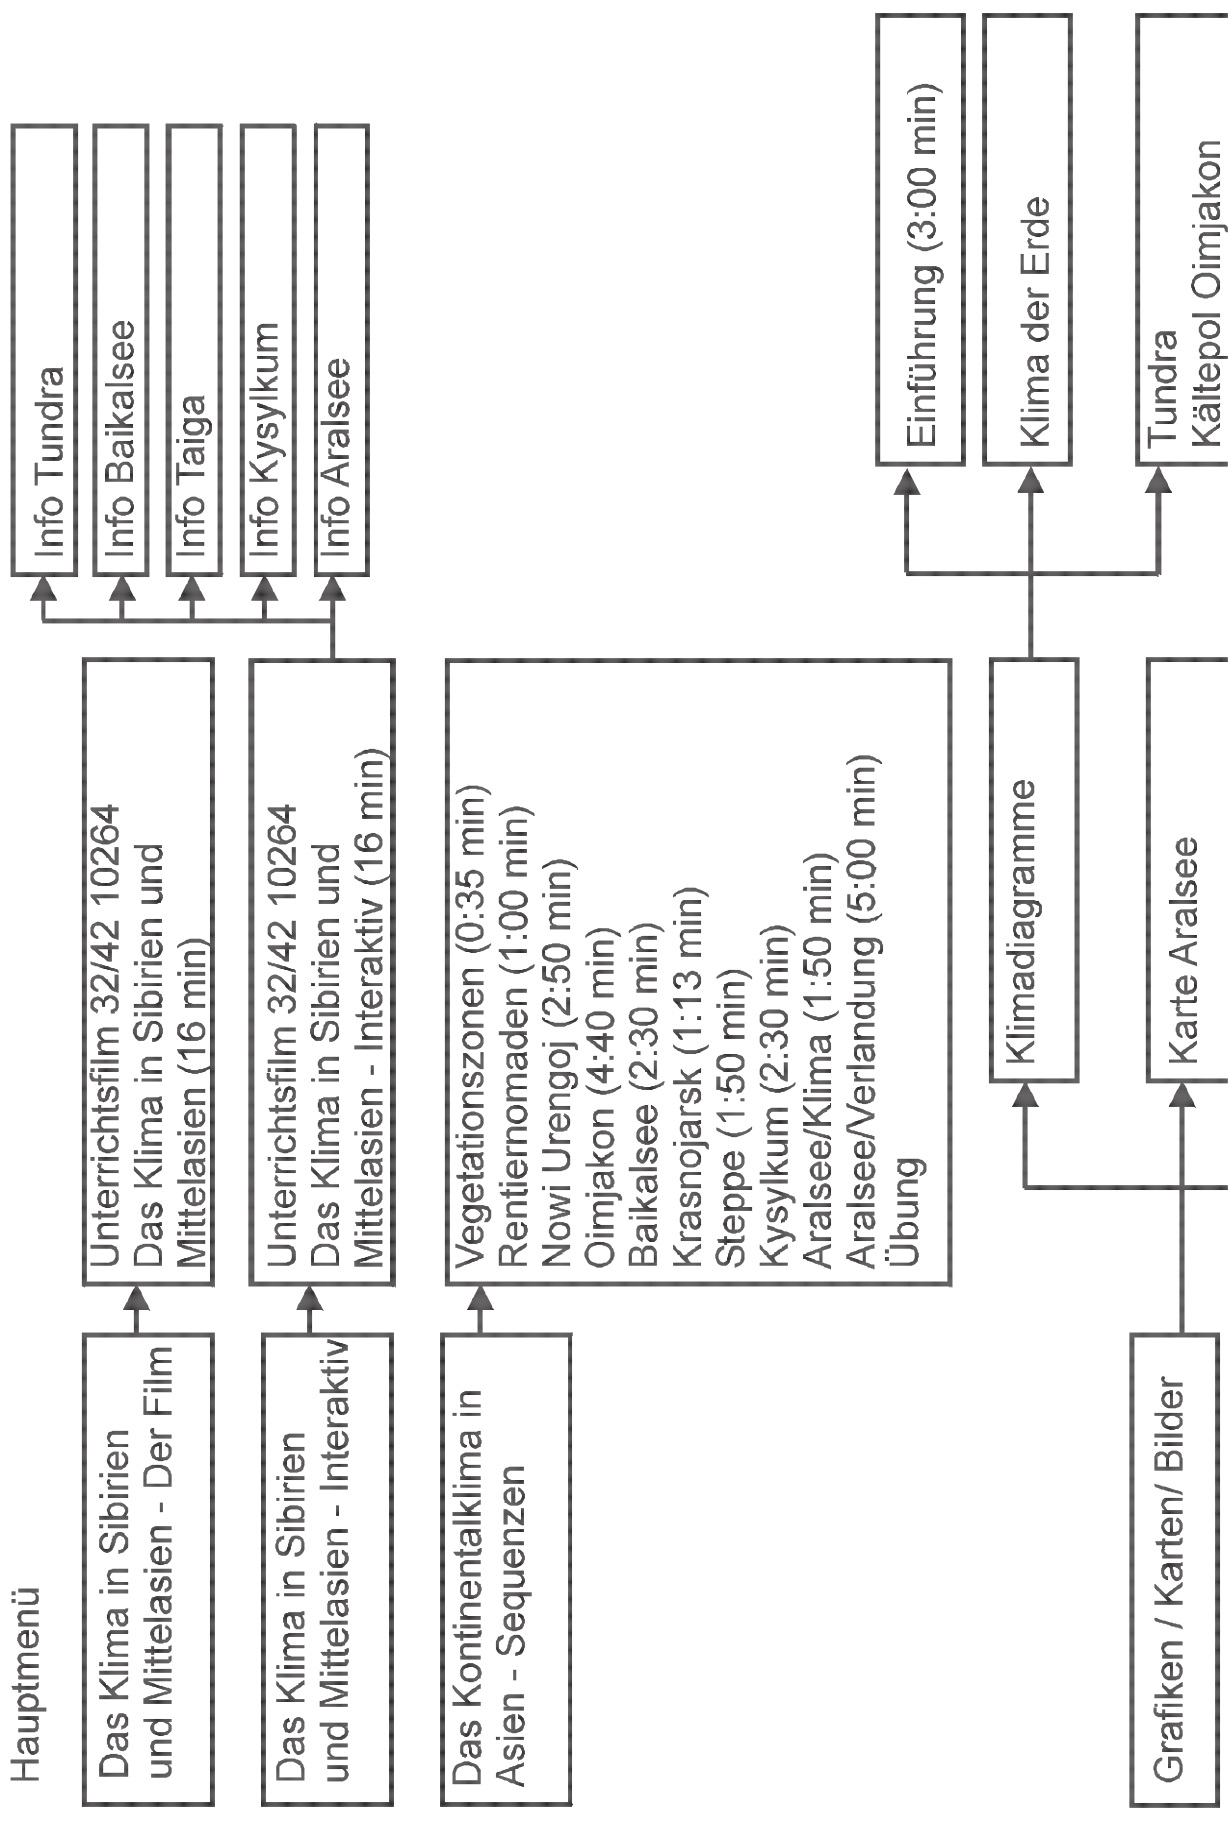 Hauptmenü
Das Klima in Sibirien
und Mittelasien - Der Film
Unterrichtsfilm 32/42 10264
Das Klima in Sibirien und
Mittelasien (16 min)
Das Klima in Sibirien
und Mittelasien - Interaktiv
Unterrichtsfilm 32/42 10264
Das Klima in Sibirien und
Mittelasien - Interaktiv (16 min)
Info Tundra
Info Baikalsee
Info Taiga
Info Kysylkum
Info Aralsee
Das Kontinentalklima in
Asien - Sequenzen
Vegetationszonen (0:35 min)
Rentiernomaden (1:00 min)
Nowi Urengoj (2:50 min)
Oimjakon (4:40 min)
Baikalsee (2:30 min)
Krasnojarsk (1:13 min)
Steppe (1:50 min)
Kysylkum (2:30 min)
Aralsee/Klima (1:50 min)
Aralsee/Verlandung (5:00 min)
Übung
Grafiken / Karten/ Bilder
Klimadiagramme
Einführung (3:00 min)
Klima der Erde
Tundra
Kältepol Oimjakon
Karte Aralsee